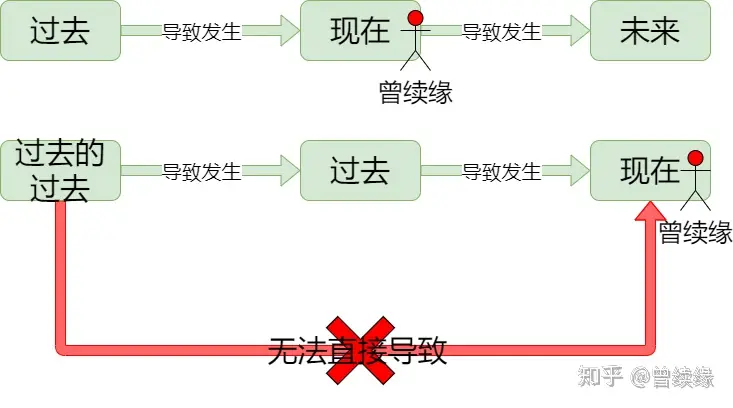 过去
导致发生
现在
导致发生
未来
曾续缘
过去的
过去
导致发生
过去
导致发生
现在
曾续缘
无法直接导致
知乎 @曾续缘